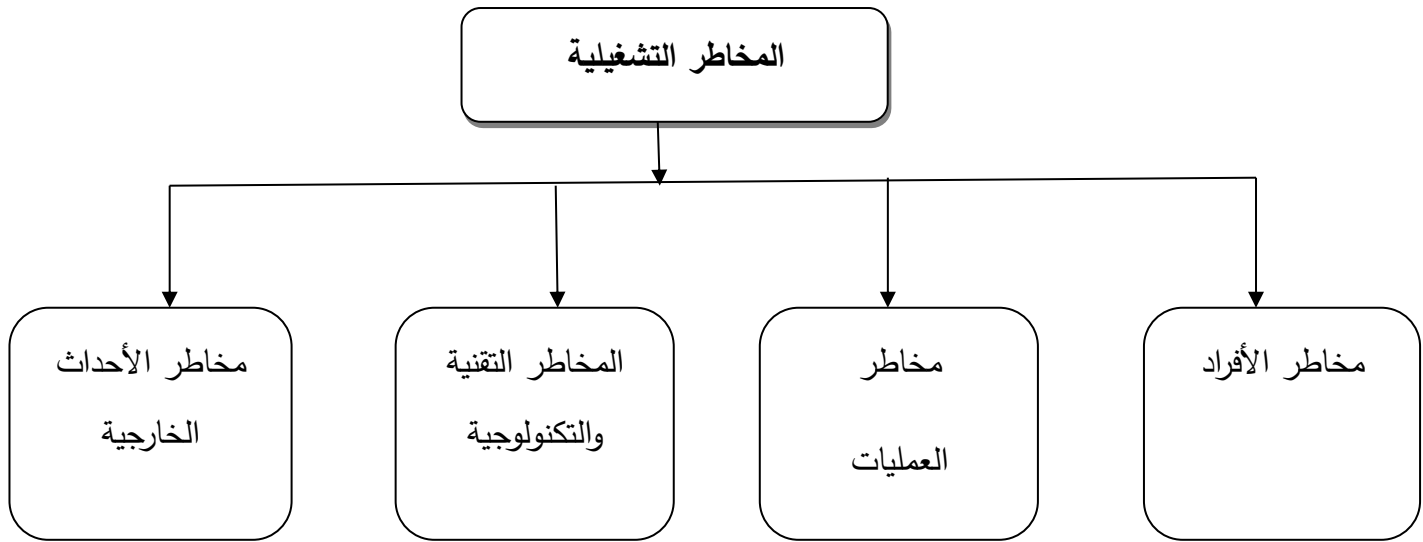 المخاطر التشغيلية
مخاطر الأفراد
مخاطر
العمليات
المخاطر التقنية
والتكنولوجية
مخاطر الأحداث
الخارجية